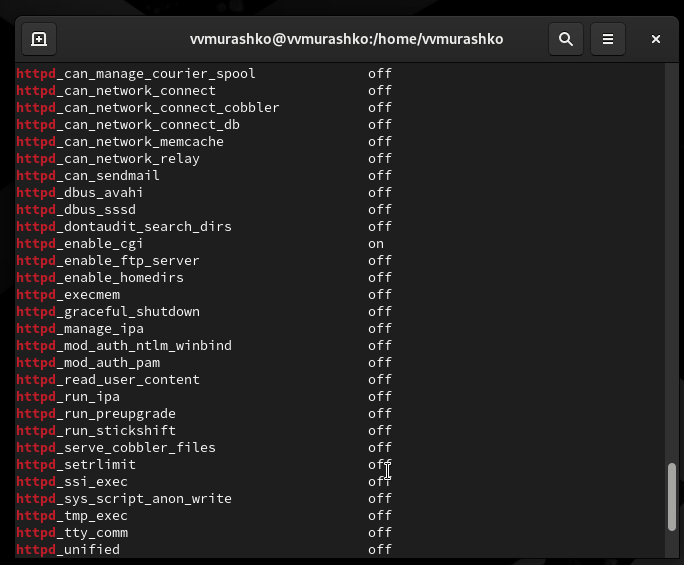 vvmurashko@vvmurashko:/home/vvmurashko
httpd_can_manage_courier_spool off
httpd_can_network_connect off
httpd_can_network_connect_cobbler off
httpd_can_network_connect_db off
httpd_can_network_memcache off
httpd_can_network_relay off
httpd_can_sendmail off
httpd_dbus_avahi off
httpd_dbus_sssd off
httpd_dontaudit_search_dirs off
httpd_enable_cgi on
httpd_enable_ftp_server off
httpd_enable_homedirs off
httpd_execmem off
httpd_graceful_shutdown off
httpd_manage_ipa off
httpd_mod_auth_ntlm_winbind off
httpd_mod_auth_pam off
httpd_read_user_content off
httpd_run_ipa off
httpd_run_preupgrade off
httpd_run_stickshift off
httpd_serve_cobbler_files off
httpd_setrlimit off
httpd_ssi_exec off
httpd_sys_script_anon_write off
httpd_tmp_exec off
httpd_tty_comm off
httpd_unified off